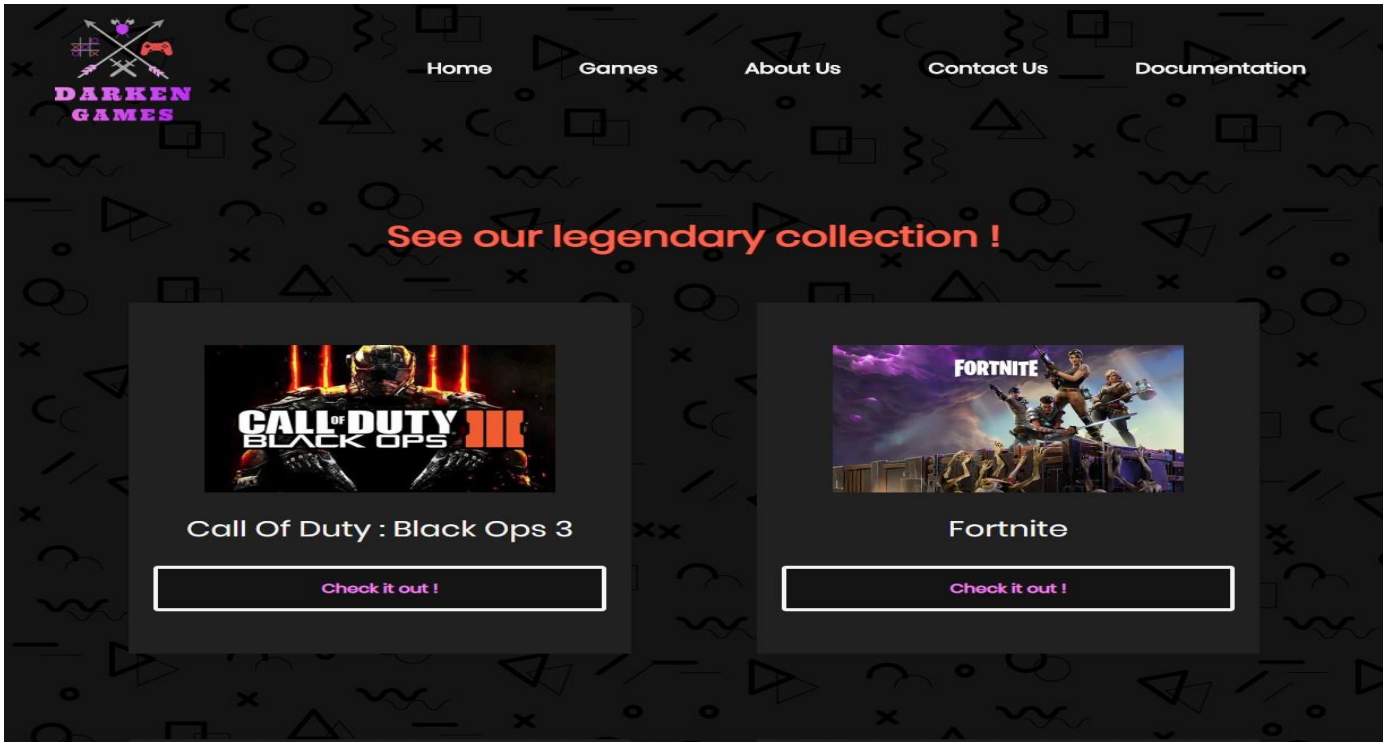 DARKEN
GAMES
Home Games About Us Contact Us Documentation
See our legendary collection !
CALL OF DUTY III
BLACK OPS
FORTNITE
Call Of Duty : Black Ops 3
Fortnite
Check it out !
Check it out !